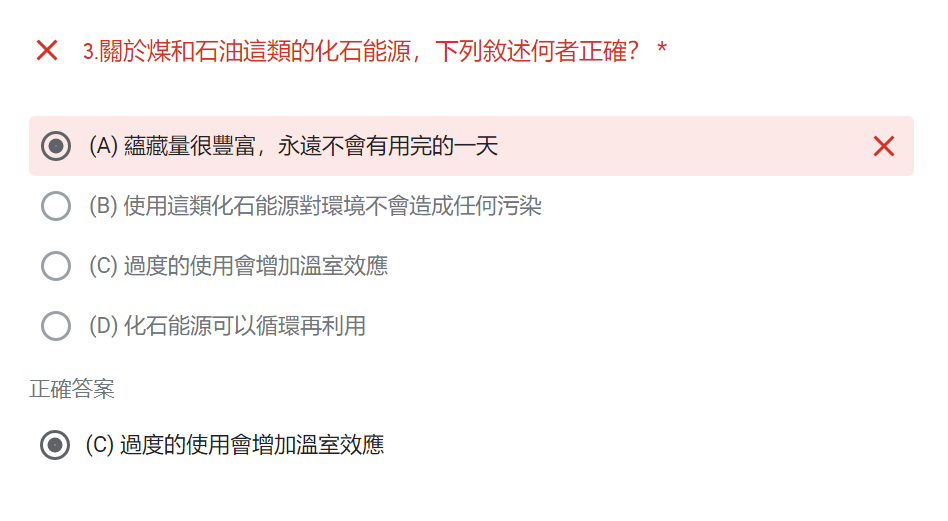 3.關於煤和石油這類的化石能源，下列敘述何者正確？ *
(A) 蘊藏量很豐富，永遠不會有用完的一天
(B) 使用這類化石能源對環境不會造成任何污染
(C) 過度的使用會增加溫室效應
(D) 化石能源可以循環再利用
正確答案
(C) 過度的使用會增加溫室效應